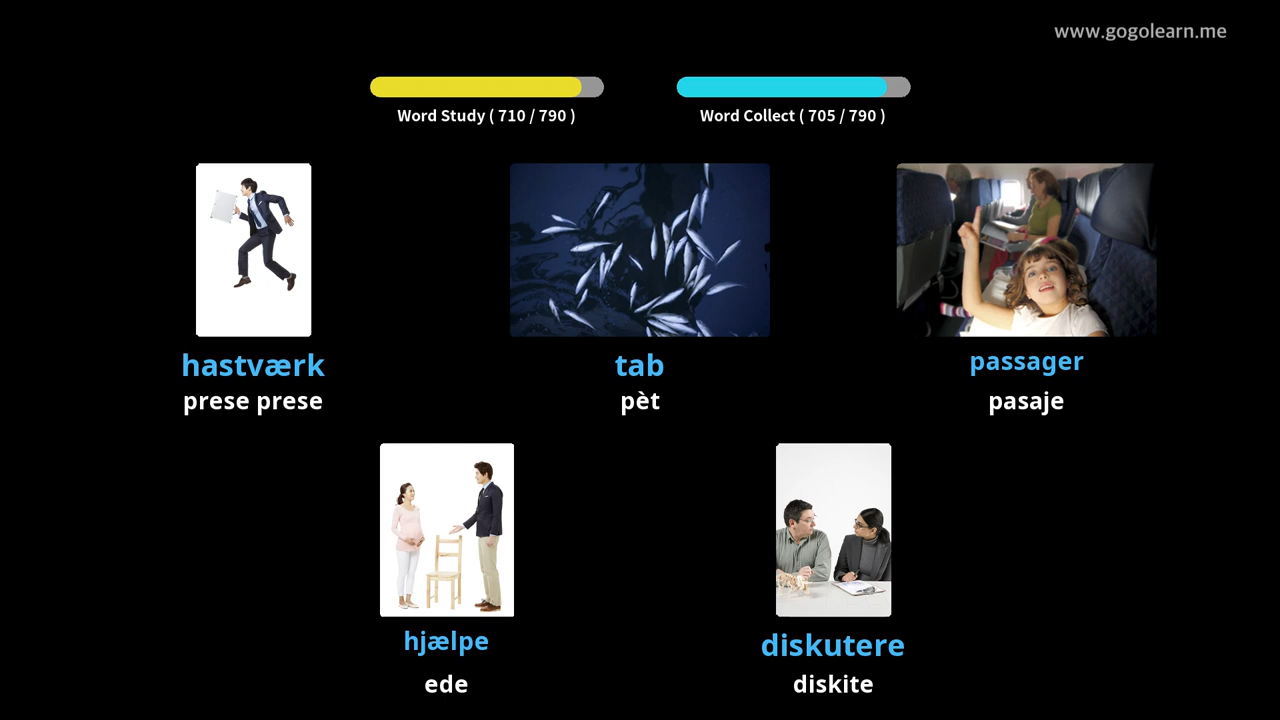 www.gogolearn.me
Word Study ( 710 / 790 )
Word Collect ( 705 / 790 )
hastværk
prese prese
tab
pèt
passager
pasaje
hjælpe
ede
diskutere
diskite